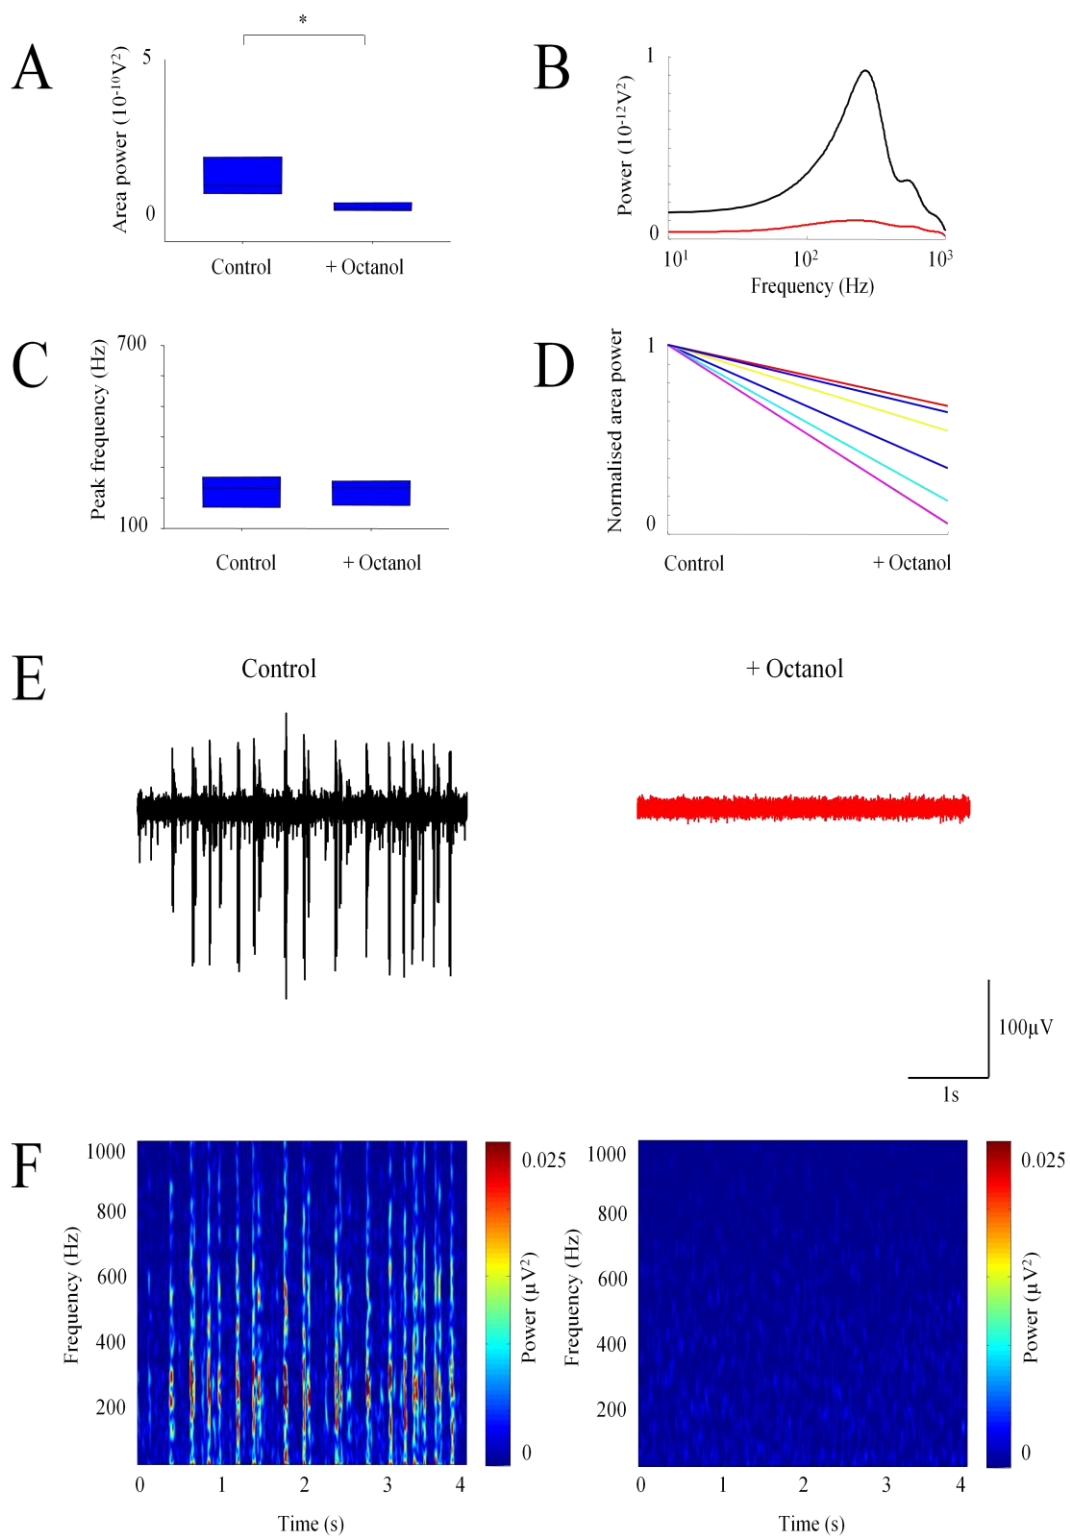 A
*
Area power (10⁻¹⁰V²)
5
0
Control
+ Octanol
B
Power (10⁻¹²V²)
1
0
10¹
10²
10³
Frequency (Hz)
C
Peak frequency (Hz)
700
100
Control
+ Octanol
D
Normalised area power
1
0
Control
+ Octanol
E
Control
+ Octanol
100µV
1s
F
Frequency (Hz)
1000
800
600
400
200
0
1
2
3
4
Time (s)
0.025
0
Power (µV²)
Frequency (Hz)
1000
800
600
400
200
0
1
2
3
4
Time (s)
0.025
0
Power (µV²)